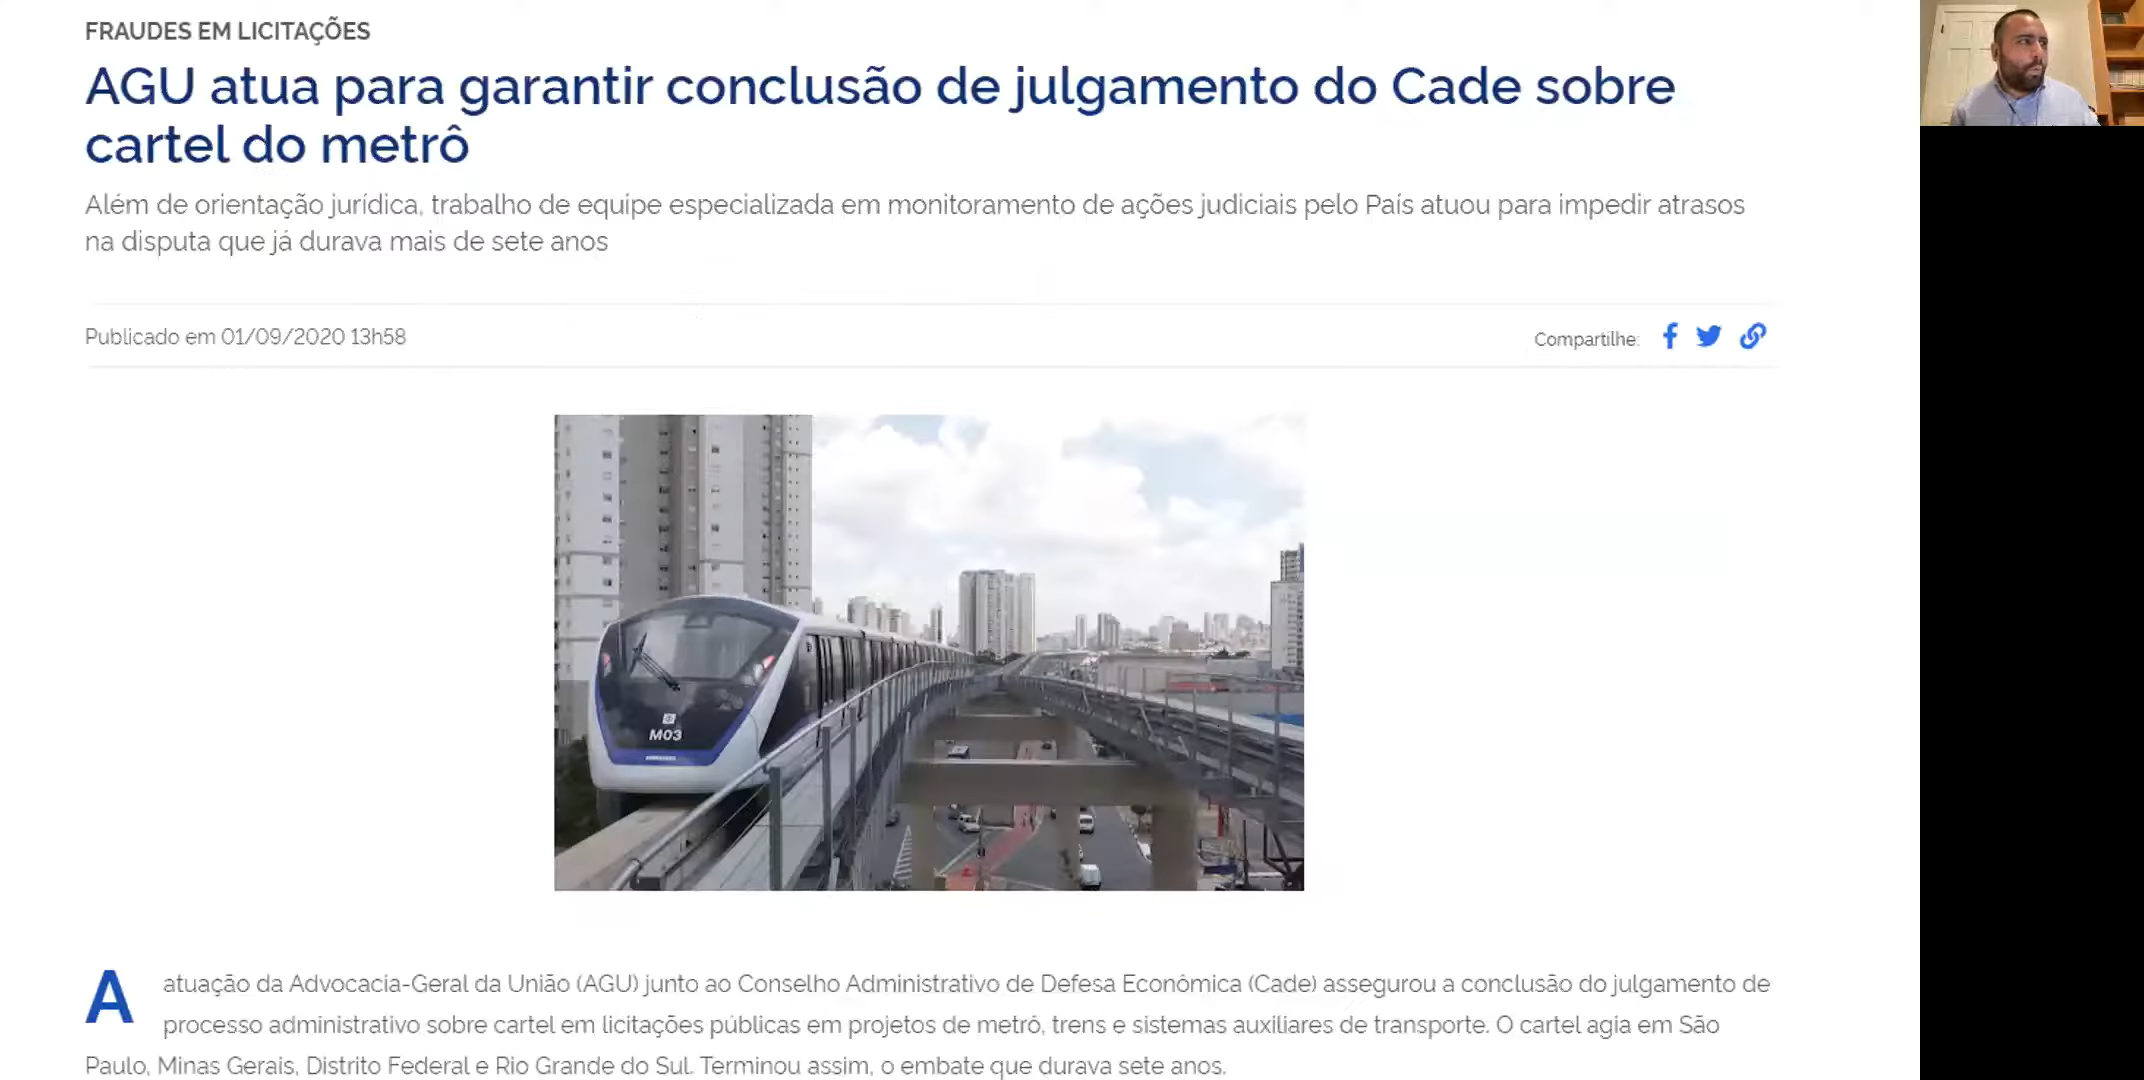 FRAUDES EM LICITAÇÕES
AGU atua para garantir conclusão de julgamento do Cade sobre
cartel do metrô
Além de orientação jurídica, trabalho de equipe especializada em monitoramento de ações judiciais pelo País atuou para impedir atrasos
na disputa que já durava mais de sete anos
Publicado em 01/09/2020 13h58
Compartilhe:
M03
A atuação da Advocacia-Geral da União (AGU) junto ao Conselho Administrativo de Defesa Econômica (Cade) assegurou a conclusão do julgamento de
processo administrativo sobre cartel em licitações públicas em projetos de metrô, trens e sistemas auxiliares de transporte. O cartel agia em São
Paulo, Minas Gerais, Distrito Federal e Rio Grande do Sul. Terminou assim, o embate que durava sete anos.